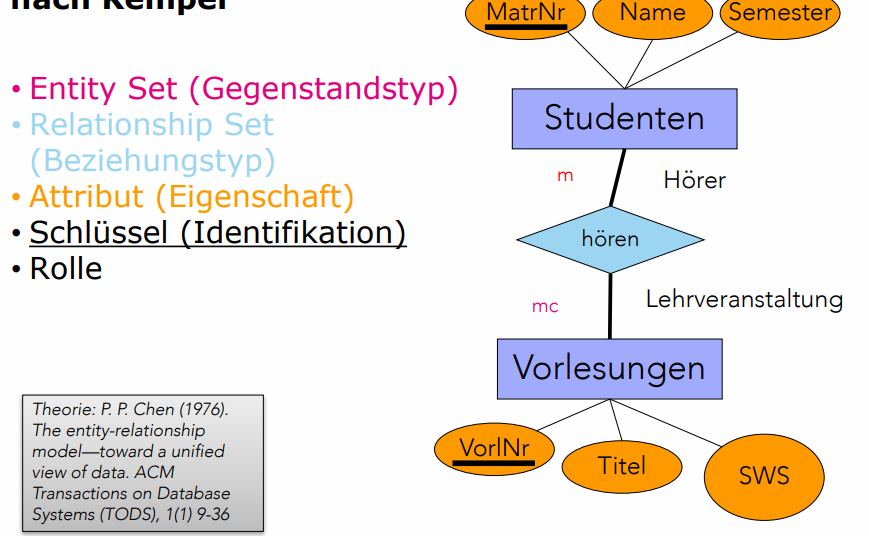 nach Kemper
• Entity Set (Gegenstandstyp)
• Relationship Set
(Beziehungstyp)
• Attribut (Eigenschaft)
• Schlüssel (Identifikation)
• Rolle
Theorie: P. P. Chen (1976).
The entity-relationship
model—toward a unified
view of data. ACM
Transactions on Database
Systems (TODS), 1(1) 9-36
MatrNr
Name
Semester
Studenten
m
Hörer
hören
mc
Lehrveranstaltung
Vorlesungen
VorlNr
Titel
SWS